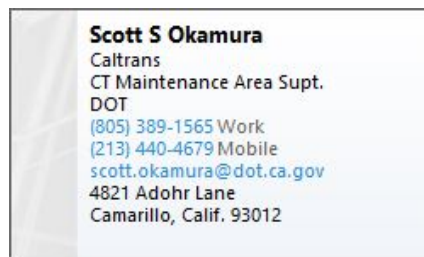 Scott S Okamura
Caltrans
CT Maintenance Area Supt.
DOT
(805) 389-1565 Work
(213) 440-4679 Mobile
scott.okamura@dot.ca.gov
4821 Adohr Lane
Camarillo, Calif. 93012